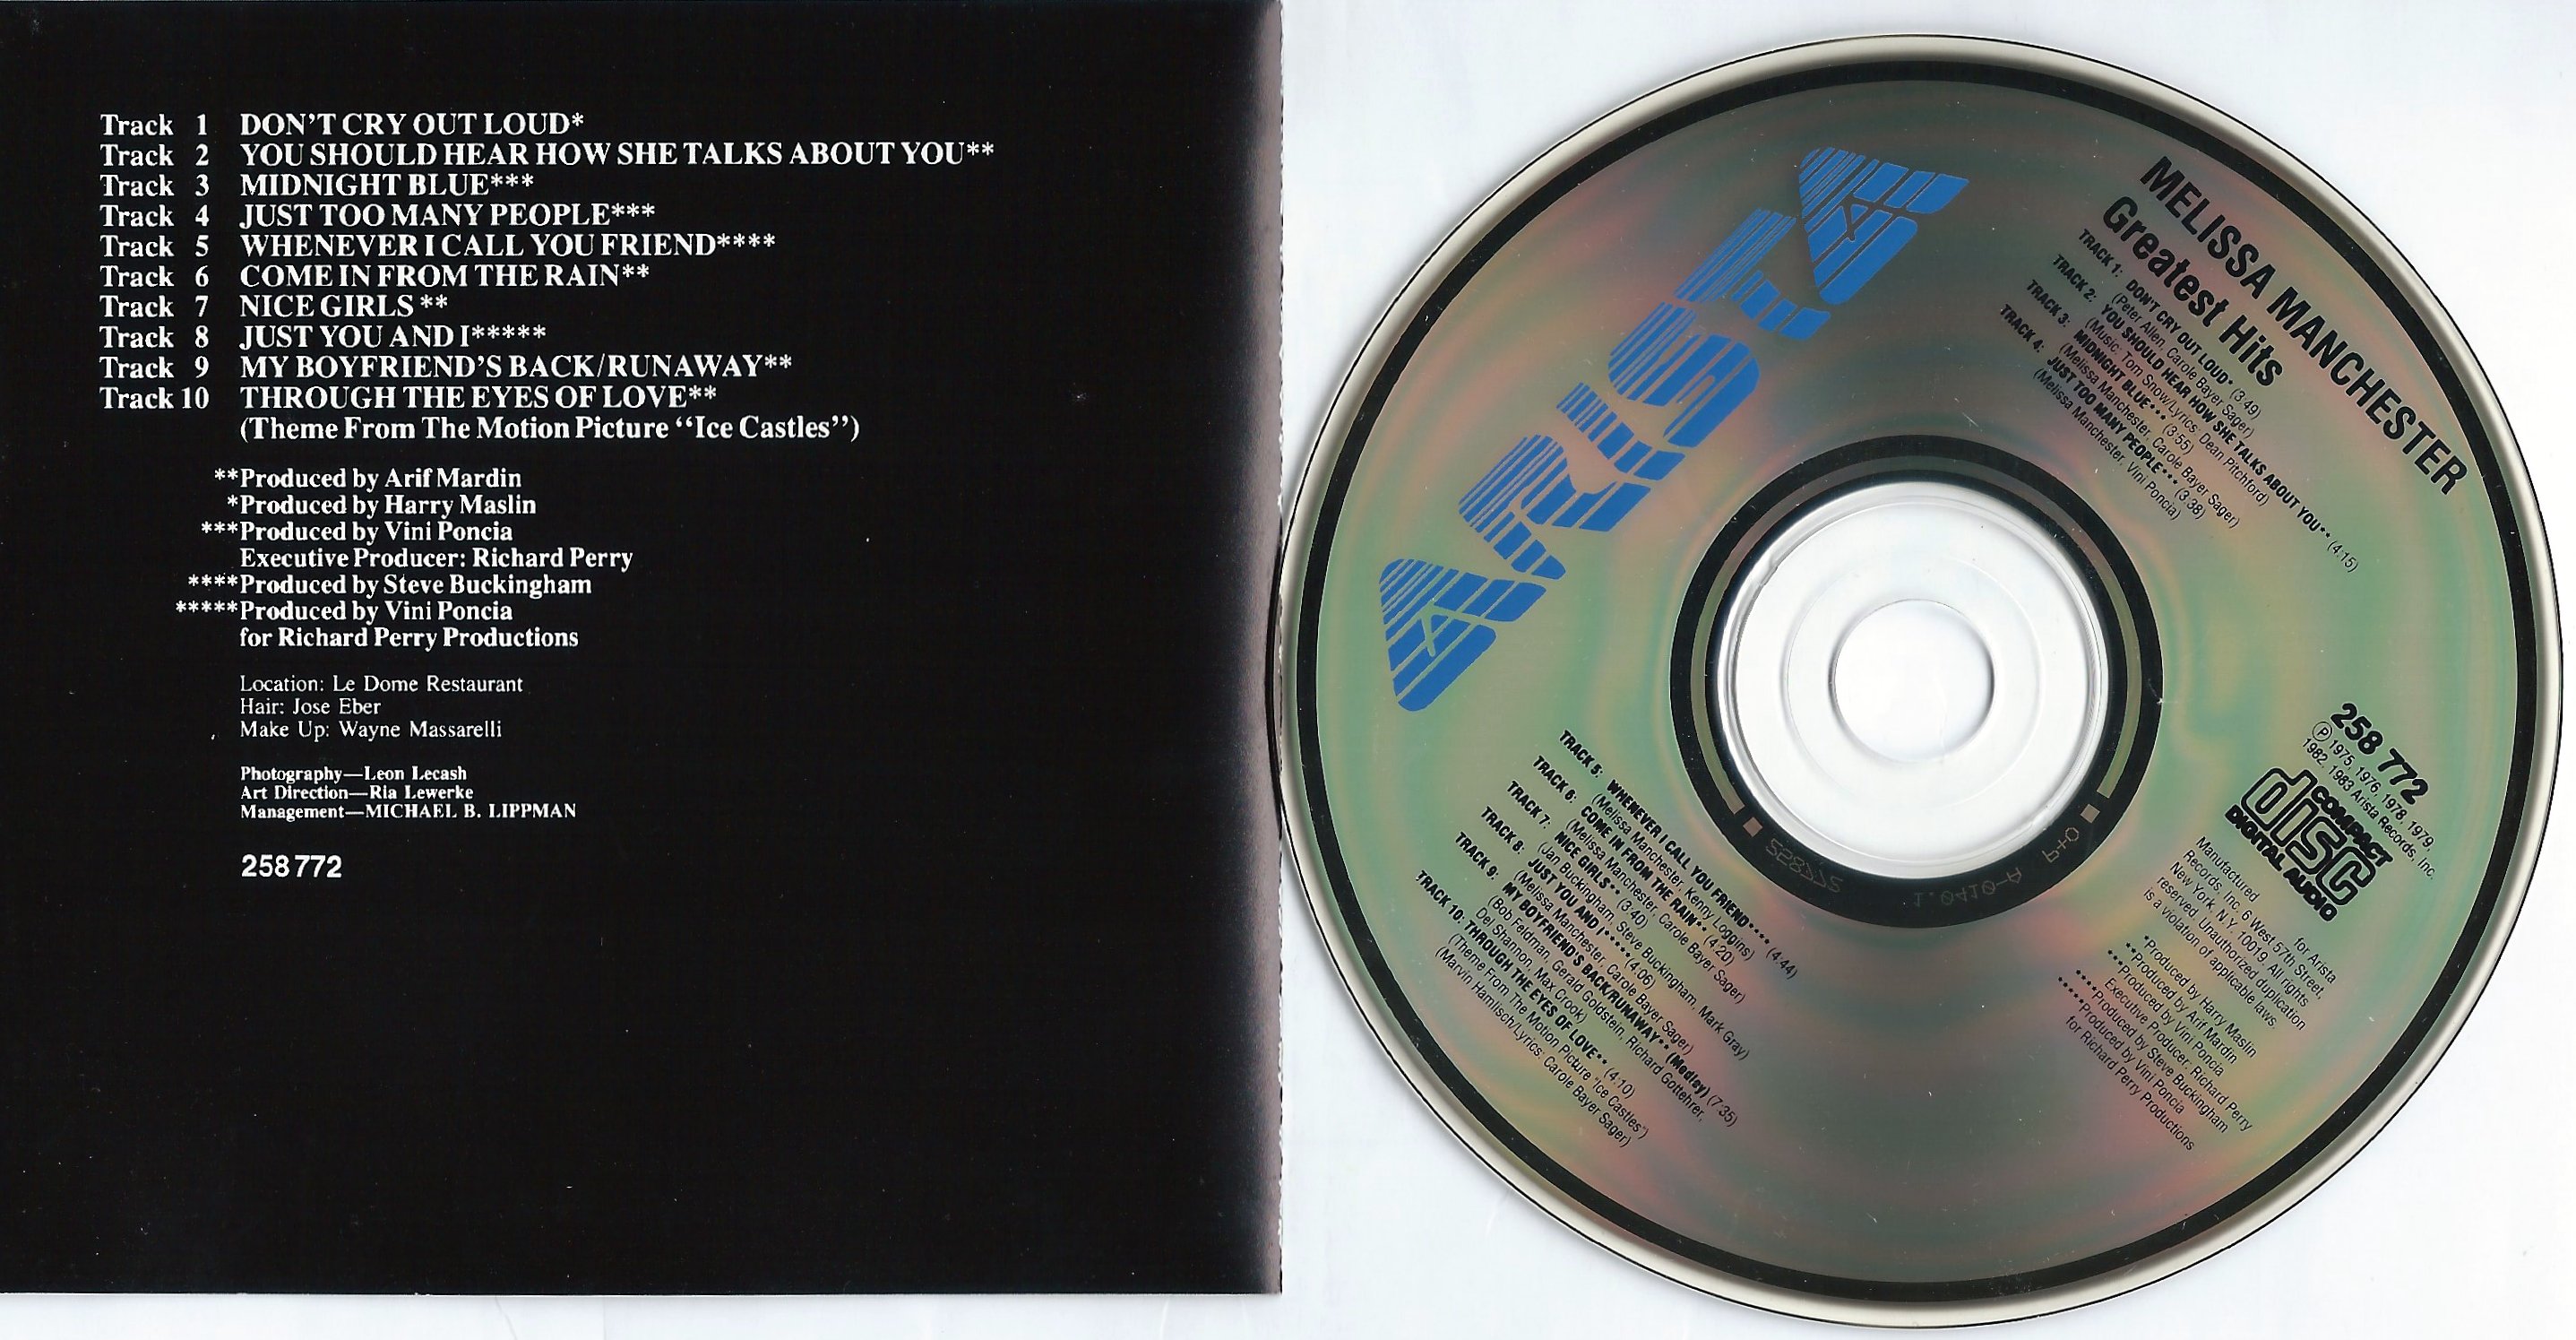 Track 1 DON'T CRY OUT LOUD*
Track 2 YOU SHOULD HEAR HOW SHE TALKS ABOUT YOU**
Track 3 MIDNIGHT BLUE***
Track 4 JUST TOO MANY PEOPLE***
Track 5 WHENEVER I CALL YOU FRIEND****
Track 6 COME IN FROM THE RAIN**
Track 7 NICE GIRLS **
Track 8 JUST YOU AND I*****
Track 9 MY BOYFRIEND'S BACK/RUNAWAY**
Track 10 THROUGH THE EYES OF LOVE**
(Theme From The Motion Picture “Ice Castles”)
**Produced by Arif Mardin
*Produced by Harry Maslin
***Produced by Vini Poncia
Executive Producer: Richard Perry
****Produced by Steve Buckingham
*****Produced by Vini Poncia
for Richard Perry Productions
Location: Le Dome Restaurant
Hair: Jose Eber
Make Up: Wayne Massarelli
Photography—Leon Lecash
Art Direction—Ria Lewerke
Management—MICHAEL B. LIPPMAN
258 772
ARISTA
MELISSA MANCHESTER
Greatest Hits
TRACK 1: DON'T CRY OUT LOUD* (3:49)
(Peter Allen, Carole Bayer Sager)
TRACK 2: YOU SHOULD HEAR HOW SHE TALKS ABOUT YOU** (4:15)
(Music: Tom Snow/Lyrics: Dean Pitchford)
TRACK 3: MIDNIGHT BLUE*** (3:55)
(Melissa Manchester, Carole Bayer Sager)
TRACK 4: JUST TOO MANY PEOPLE*** (3:38)
(Melissa Manchester, Vini Poncia)
TRACK 5: WHENEVER I CALL YOU FRIEND**** (4:44)
(Melissa Manchester, Kenny Loggins)
TRACK 6: COME IN FROM THE RAIN** (4:20)
(Melissa Manchester, Carole Bayer Sager)
TRACK 7: NICE GIRLS** (3:40)
(Jan Buckingham, Steve Buckingham, Mark Gray)
TRACK 8: JUST YOU AND I***** (4:06)
(Melissa Manchester, Carole Bayer Sager)
TRACK 9: MY BOYFRIEND'S BACK/RUNAWAY** (Medley) (7:35)
(Bob Feldman, Gerald Goldstein, Richard Gottehrer,
Del Shannon, Max Crook)
TRACK 10: THROUGH THE EYES OF LOVE** (4:10)
(Theme From The Motion Picture "Ice Castles")
(Marvin Hamlisch/Lyrics: Carole Bayer Sager)
258 772
Ⓟ 1975, 1976, 1978, 1979,
1982, 1983 Arista Records, Inc.
COMPACT
disc
DIGITAL AUDIO
Manufactured for Arista
Records, Inc. 6 West 57th Street,
New York, N.Y. 10019. All rights
reserved. Unauthorized duplication
is a violation of applicable laws.
*Produced by Harry Maslin
**Produced by Arif Mardin
***Produced by Vini Poncia
Executive Producer: Richard Perry
****Produced by Steve Buckingham
*****Produced by Vini Poncia
for Richard Perry Productions
258772
1.0410-A